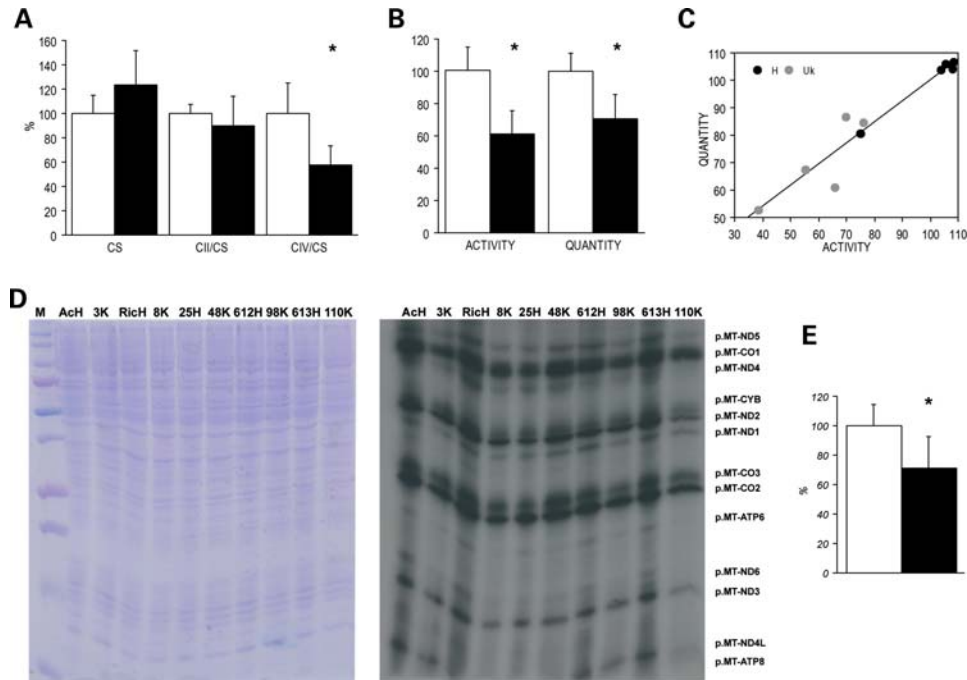 A
160
140
120
100
80
60
40
20
0
%
*
CS CII/CS CIV/CS
B
120
100
80
60
40
20
0
* *
ACTIVITY QUANTITY
C
110
100
90
80
70
60
50
QUANTITY
H Uk
30 40 50 60 70 80 90 100 110
ACTIVITY
D
M AcH 3K RicH 8K 25H 48K 612H 98K 613H 110K
AcH 3K RicH 8K 25H 48K 612H 98K 613H 110K
p.MT-ND5
p.MT-CO1
p.MT-ND4
p.MT-CYB
p.MT-ND2
p.MT-ND1
p.MT-CO3
p.MT-CO2
p.MT-ATP6
p.MT-ND6
p.MT-ND3
p.MT-ND4L
p.MT-ATP8
E
120
100
80
60
40
20
0
%
*